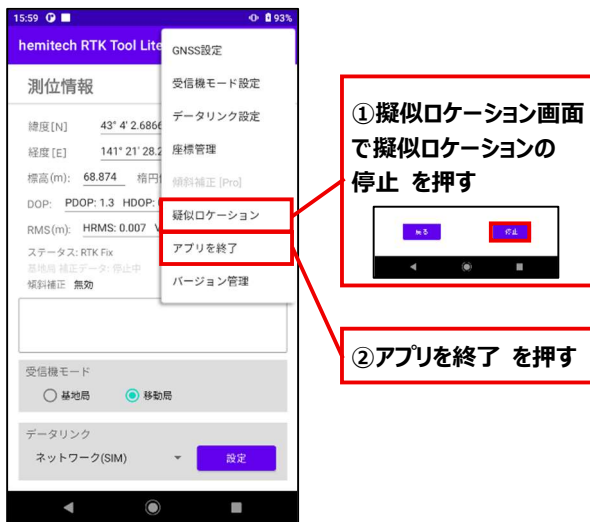 15:59 93%
hemitech RTK Tool Lite
GNSS設定
受信機モード設定
データリンク設定
座標管理
傾斜補正 [Pro]
疑似ロケーション
アプリを終了
バージョン管理
測位情報
緯度[N] 43° 4' 2.6866
経度[E] 141° 21' 28.2
標高(m): 68.874 楕円
DOP: PDOP: 1.3 HDOP:
RMS(m): HRMS: 0.007
ステータス: RTK Fix
基地局 補正データ: 停止中
傾斜補正 無効
受信機モード
基地局 移動局
データリンク
ネットワーク(SIM) 設定
①擬似ロケーション画面
で擬似ロケーションの
停止 を押す
戻る 停止
②アプリを終了 を押す